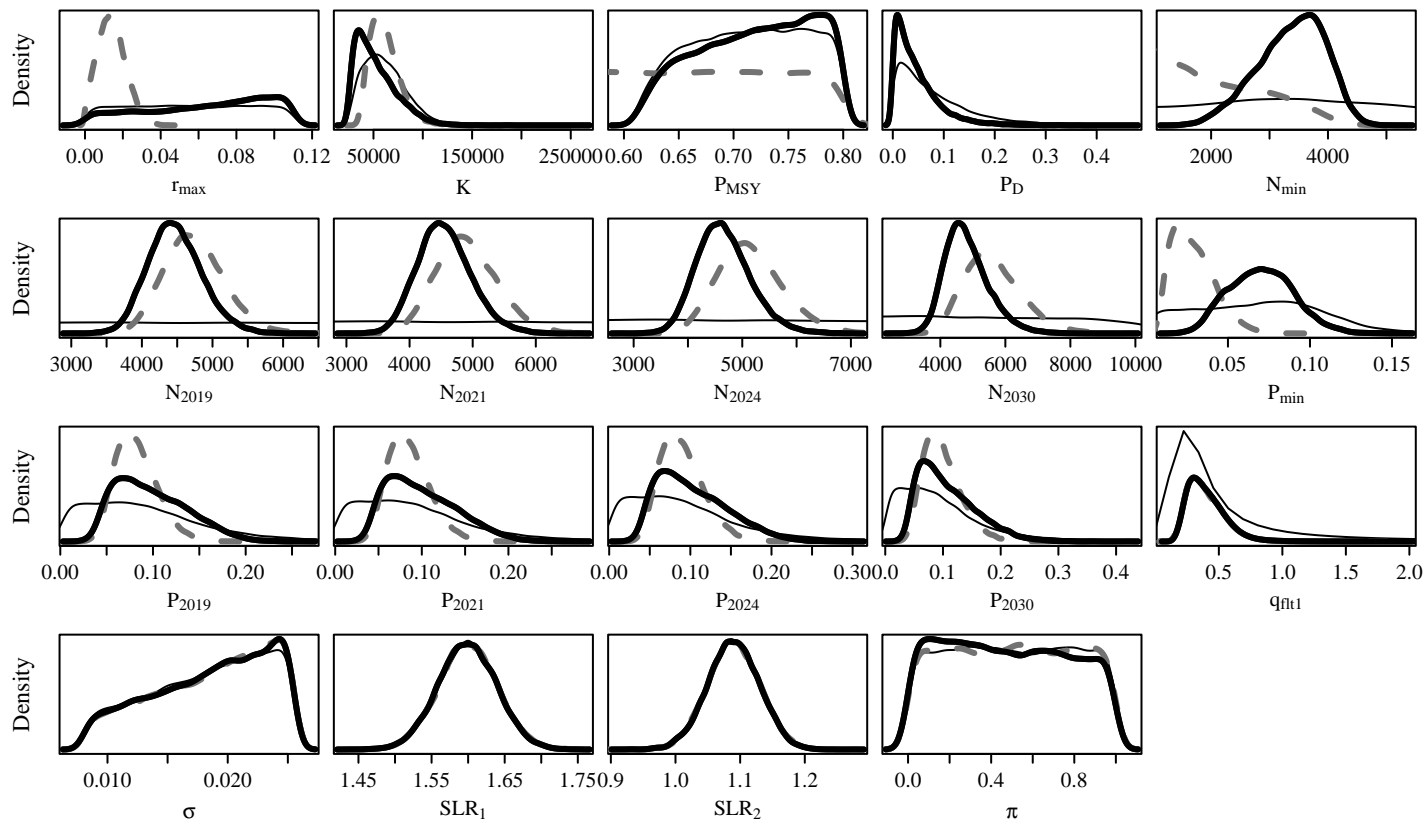 Density
0.00 0.04 0.08 0.12 50000 150000 250000 0.60 0.65 0.70 0.75 0.80 0.0 0.1 0.2 0.3 0.4 2000 4000
r_max K P_MSY P_D N_min
Density
3000 4000 5000 6000 3000 4000 5000 6000 3000 4000 5000 6000 7000 4000 6000 8000 10000 0.00 0.05 0.10 0.15
N_2019 N_2021 N_2024 N_2030 P_min
Density
0.00 0.10 0.20 0.00 0.10 0.20 0.00 0.10 0.20 0.30 0.0 0.1 0.2 0.3 0.4 0.5 1.0 1.5 2.0
P_2019 P_2021 P_2024 P_2030 q_flt1
Density
0.010 0.020 1.45 1.55 1.65 1.75 0.9 1.0 1.1 1.2 0.0 0.4 0.8
σ SLR_1 SLR_2 π